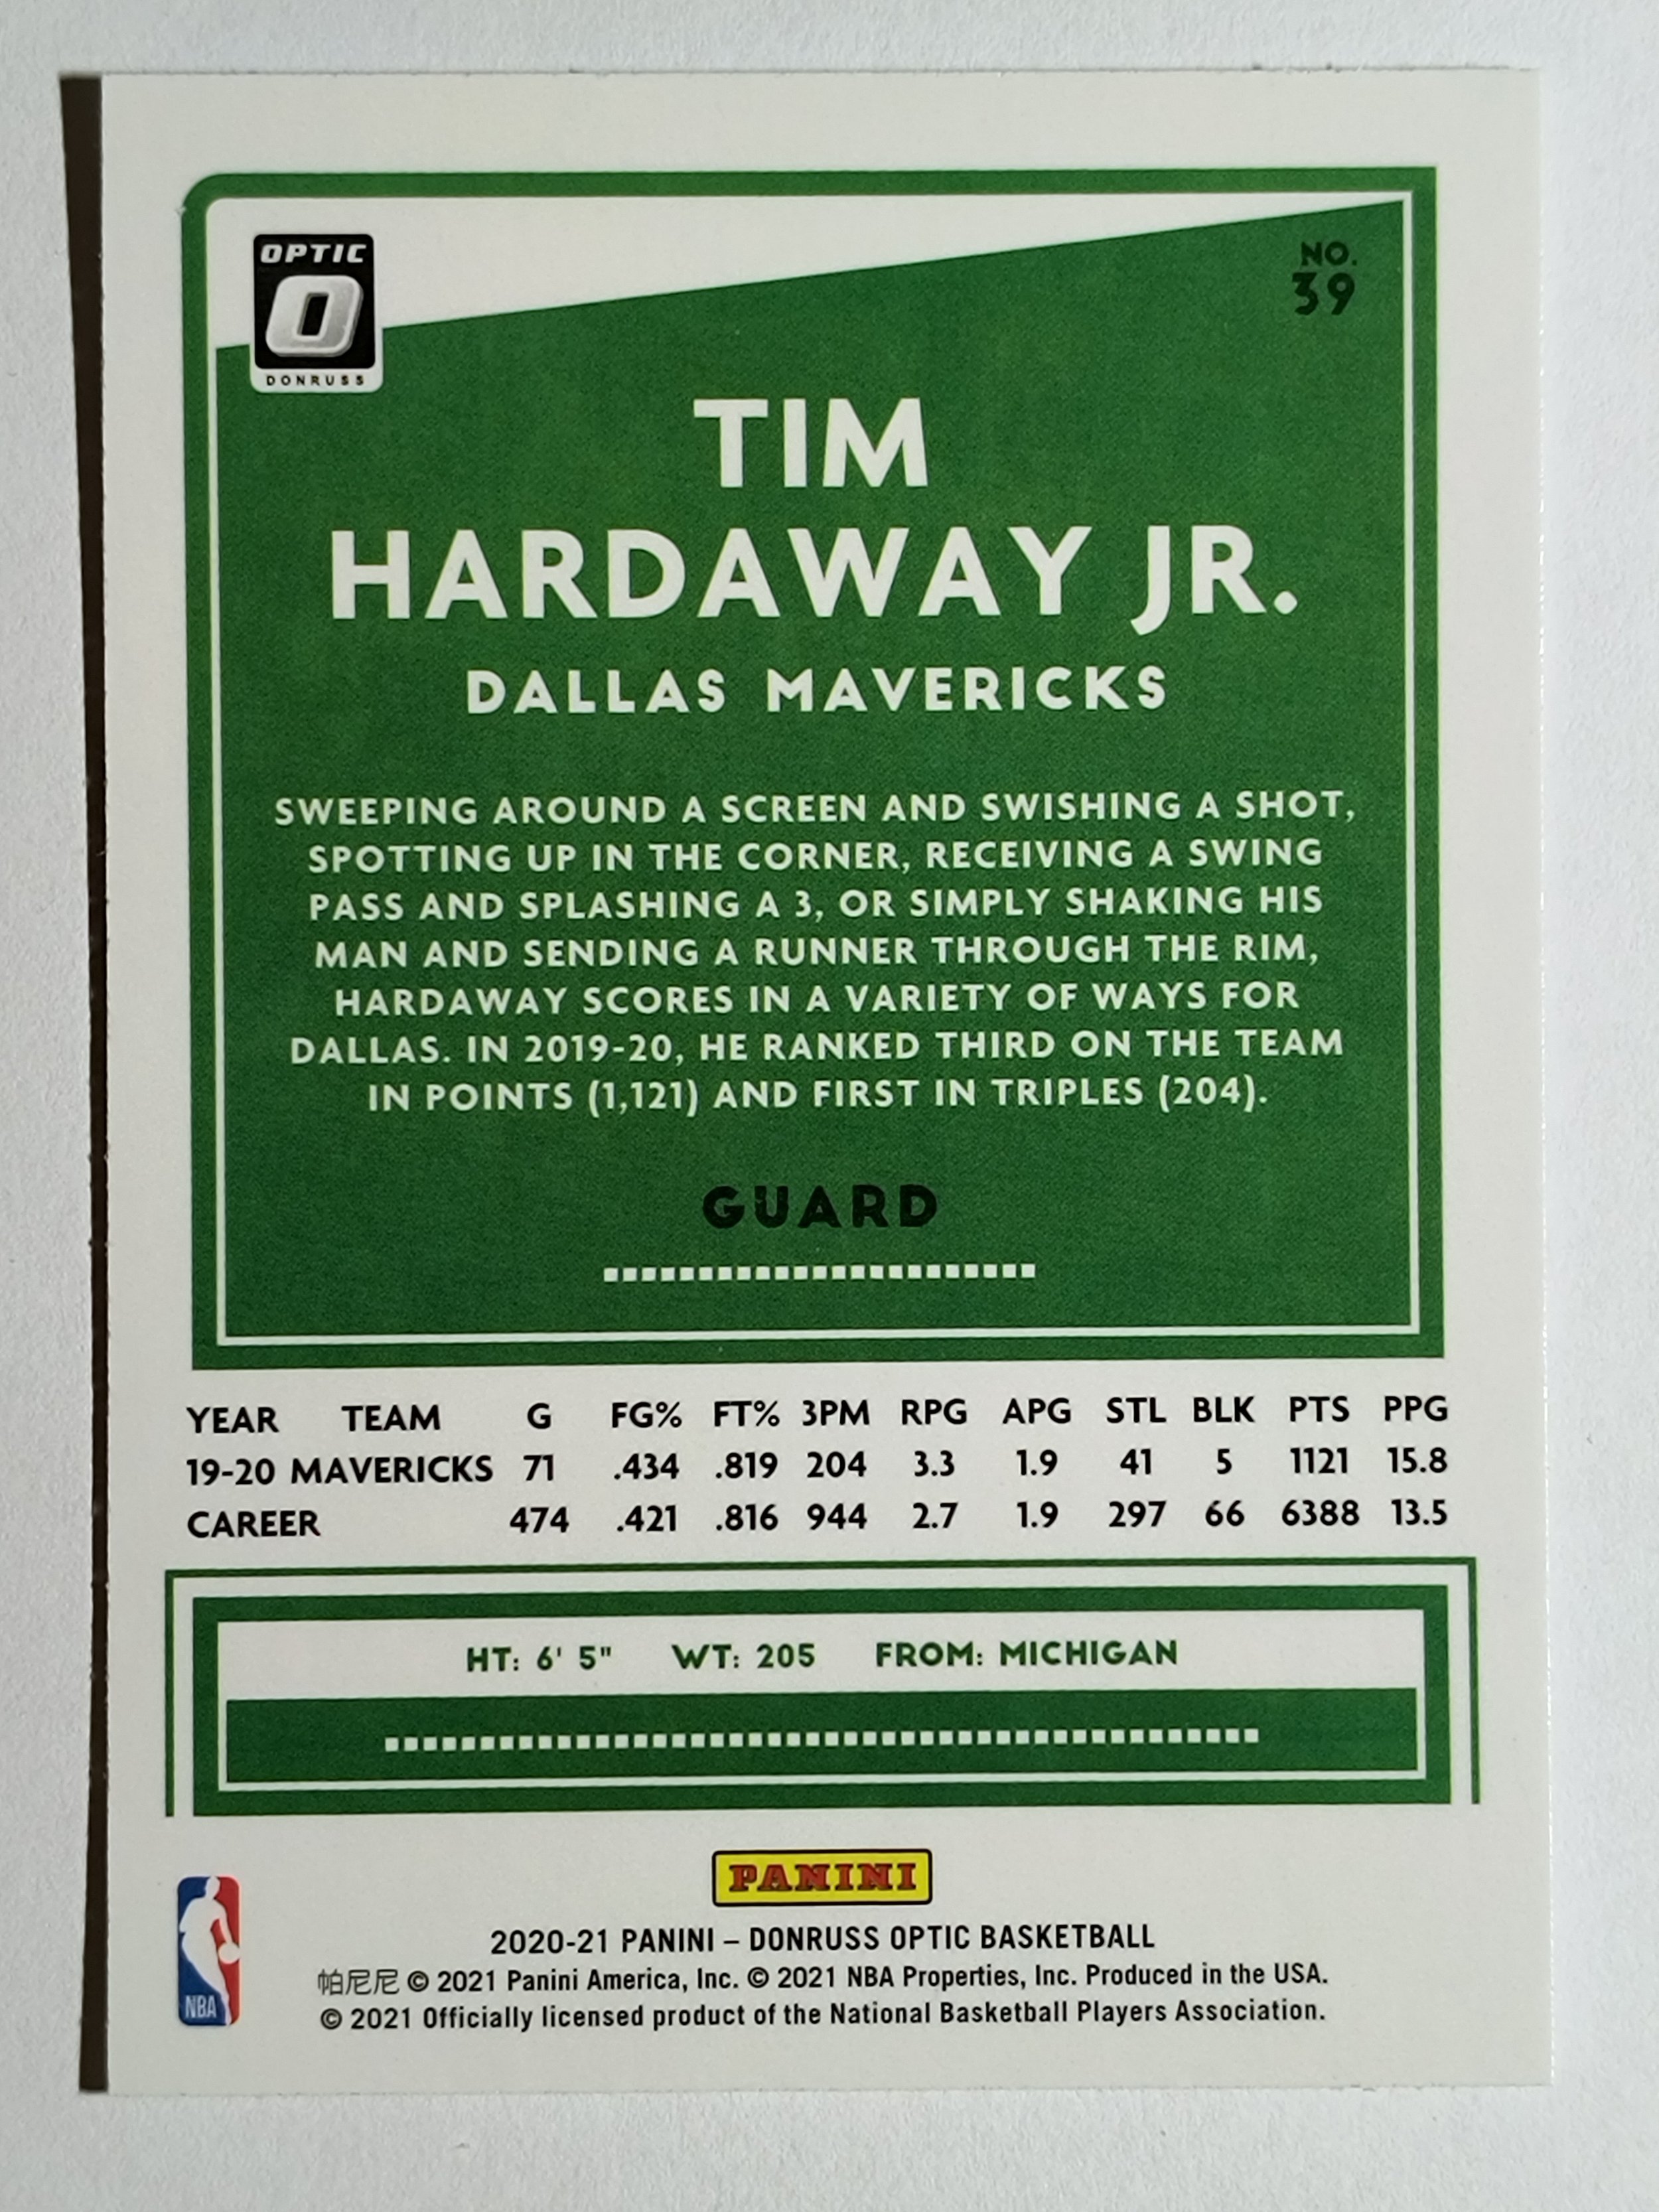 OPTIC
O
DONRUSS
NO.
39
TIM
HARDAWAY JR.
DALLAS MAVERICKS
SWEEPING AROUND A SCREEN AND SWISHING A SHOT,
SPOTTING UP IN THE CORNER, RECEIVING A SWING
PASS AND SPLASHING A 3, OR SIMPLY SHAKING HIS
MAN AND SENDING A RUNNER THROUGH THE RIM,
HARDAWAY SCORES IN A VARIETY OF WAYS FOR
DALLAS. IN 2019-20, HE RANKED THIRD ON THE TEAM
IN POINTS (1,121) AND FIRST IN TRIPLES (204).
GUARD
YEAR TEAM G FG% FT% 3PM RPG APG STL BLK PTS PPG
19-20 MAVERICKS 71 .434 .819 204 3.3 1.9 41 5 1121 15.8
CAREER 474 .421 .816 944 2.7 1.9 297 66 6388 13.5
HT: 6' 5" WT: 205 FROM: MICHIGAN
PANINI
2020-21 PANINI – DONRUSS OPTIC BASKETBALL
帕尼尼 © 2021 Panini America, Inc. © 2021 NBA Properties, Inc. Produced in the USA.
© 2021 Officially licensed product of the National Basketball Players Association.
NBA